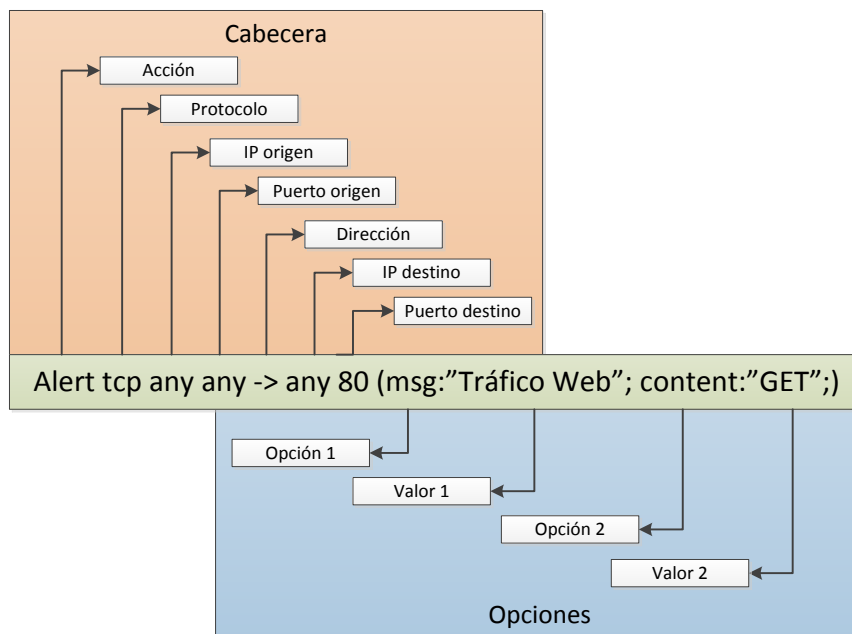 Cabecera
Acción
Protocolo
IP origen
Puerto origen
Dirección
IP destino
Puerto destino
Alert tcp any any -> any 80 (msg:”Tráfico Web”; content:”GET”;)
Opción 1
Valor 1
Opción 2
Valor 2
Opciones